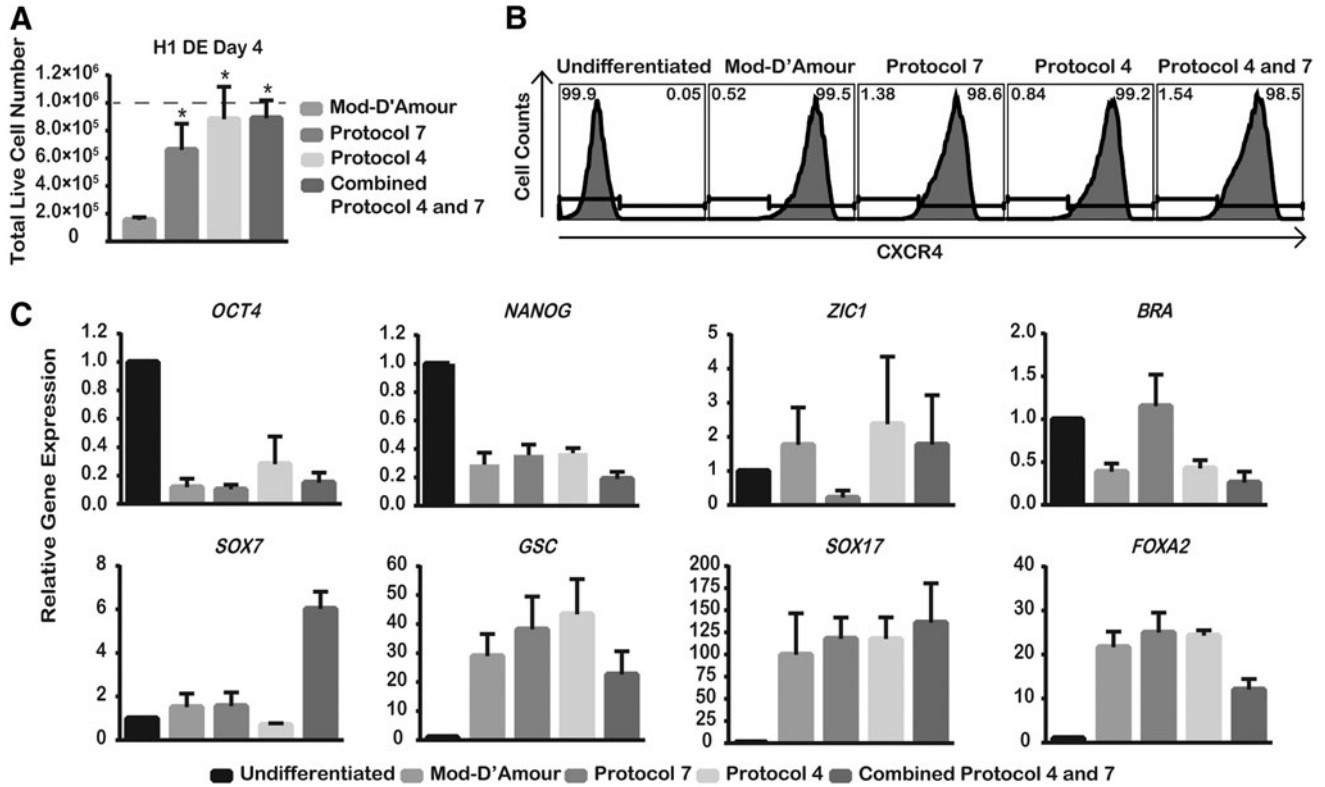 A
H1 DE Day 4
Total Live Cell Number
1.2×10⁶
1.0×10⁶
8.0×10⁵
6.0×10⁵
4.0×10⁵
2.0×10⁵
0
*
*
*
Mod-D'Amour
Protocol 7
Protocol 4
Combined
Protocol 4 and 7
B
Undifferentiated
Mod-D'Amour
Protocol 7
Protocol 4
Protocol 4 and 7
99.9 0.05
0.52 99.5
1.38 98.6
0.84 99.2
1.54 98.5
Cell Counts
CXCR4
C
Relative Gene Expression
OCT4
1.2
1.0
0.8
0.6
0.4
0.2
0.0
NANOG
1.2
1.0
0.8
0.6
0.4
0.2
0.0
ZIC1
5
4
3
2
1
0
BRA
2.0
1.5
1.0
0.5
0.0
SOX7
8
6
4
2
0
GSC
60
50
40
30
20
10
0
SOX17
200
175
150
125
100
75
50
25
0
FOXA2
40
30
20
10
0
Undifferentiated
Mod-D'Amour
Protocol 7
Protocol 4
Combined Protocol 4 and 7